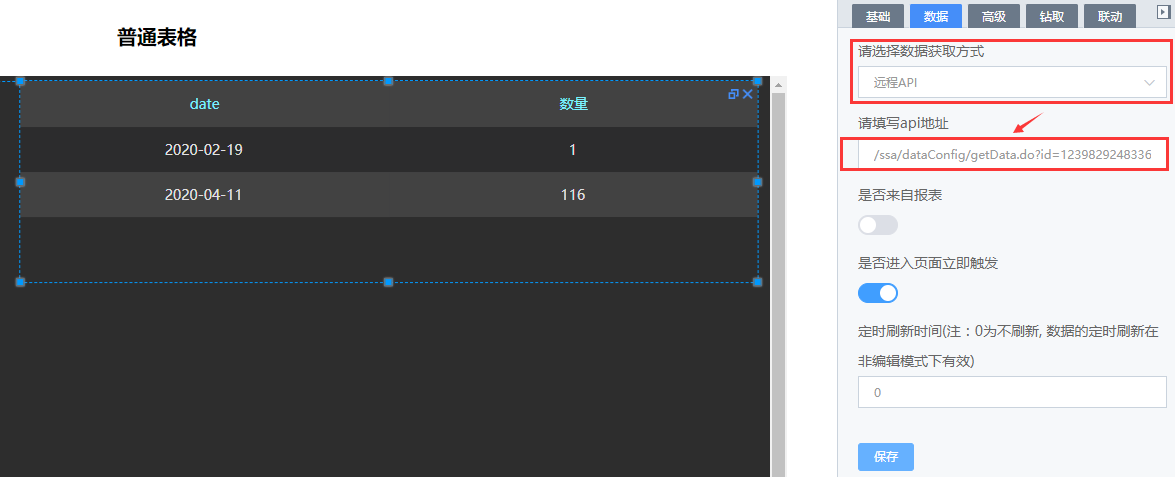 普通表格
date 数量
2020-02-19 1
2020-04-11 116
基础 数据 高级 钻取 联动
请选择数据获取方式
远程API
请填写api地址
/ssa/dataConfig/getData.do?id=1239829248336
是否来自报表
是否进入页面立即触发
定时刷新时间(注：0为不刷新, 数据的定时刷新在
非编辑模式下有效)
0
保存